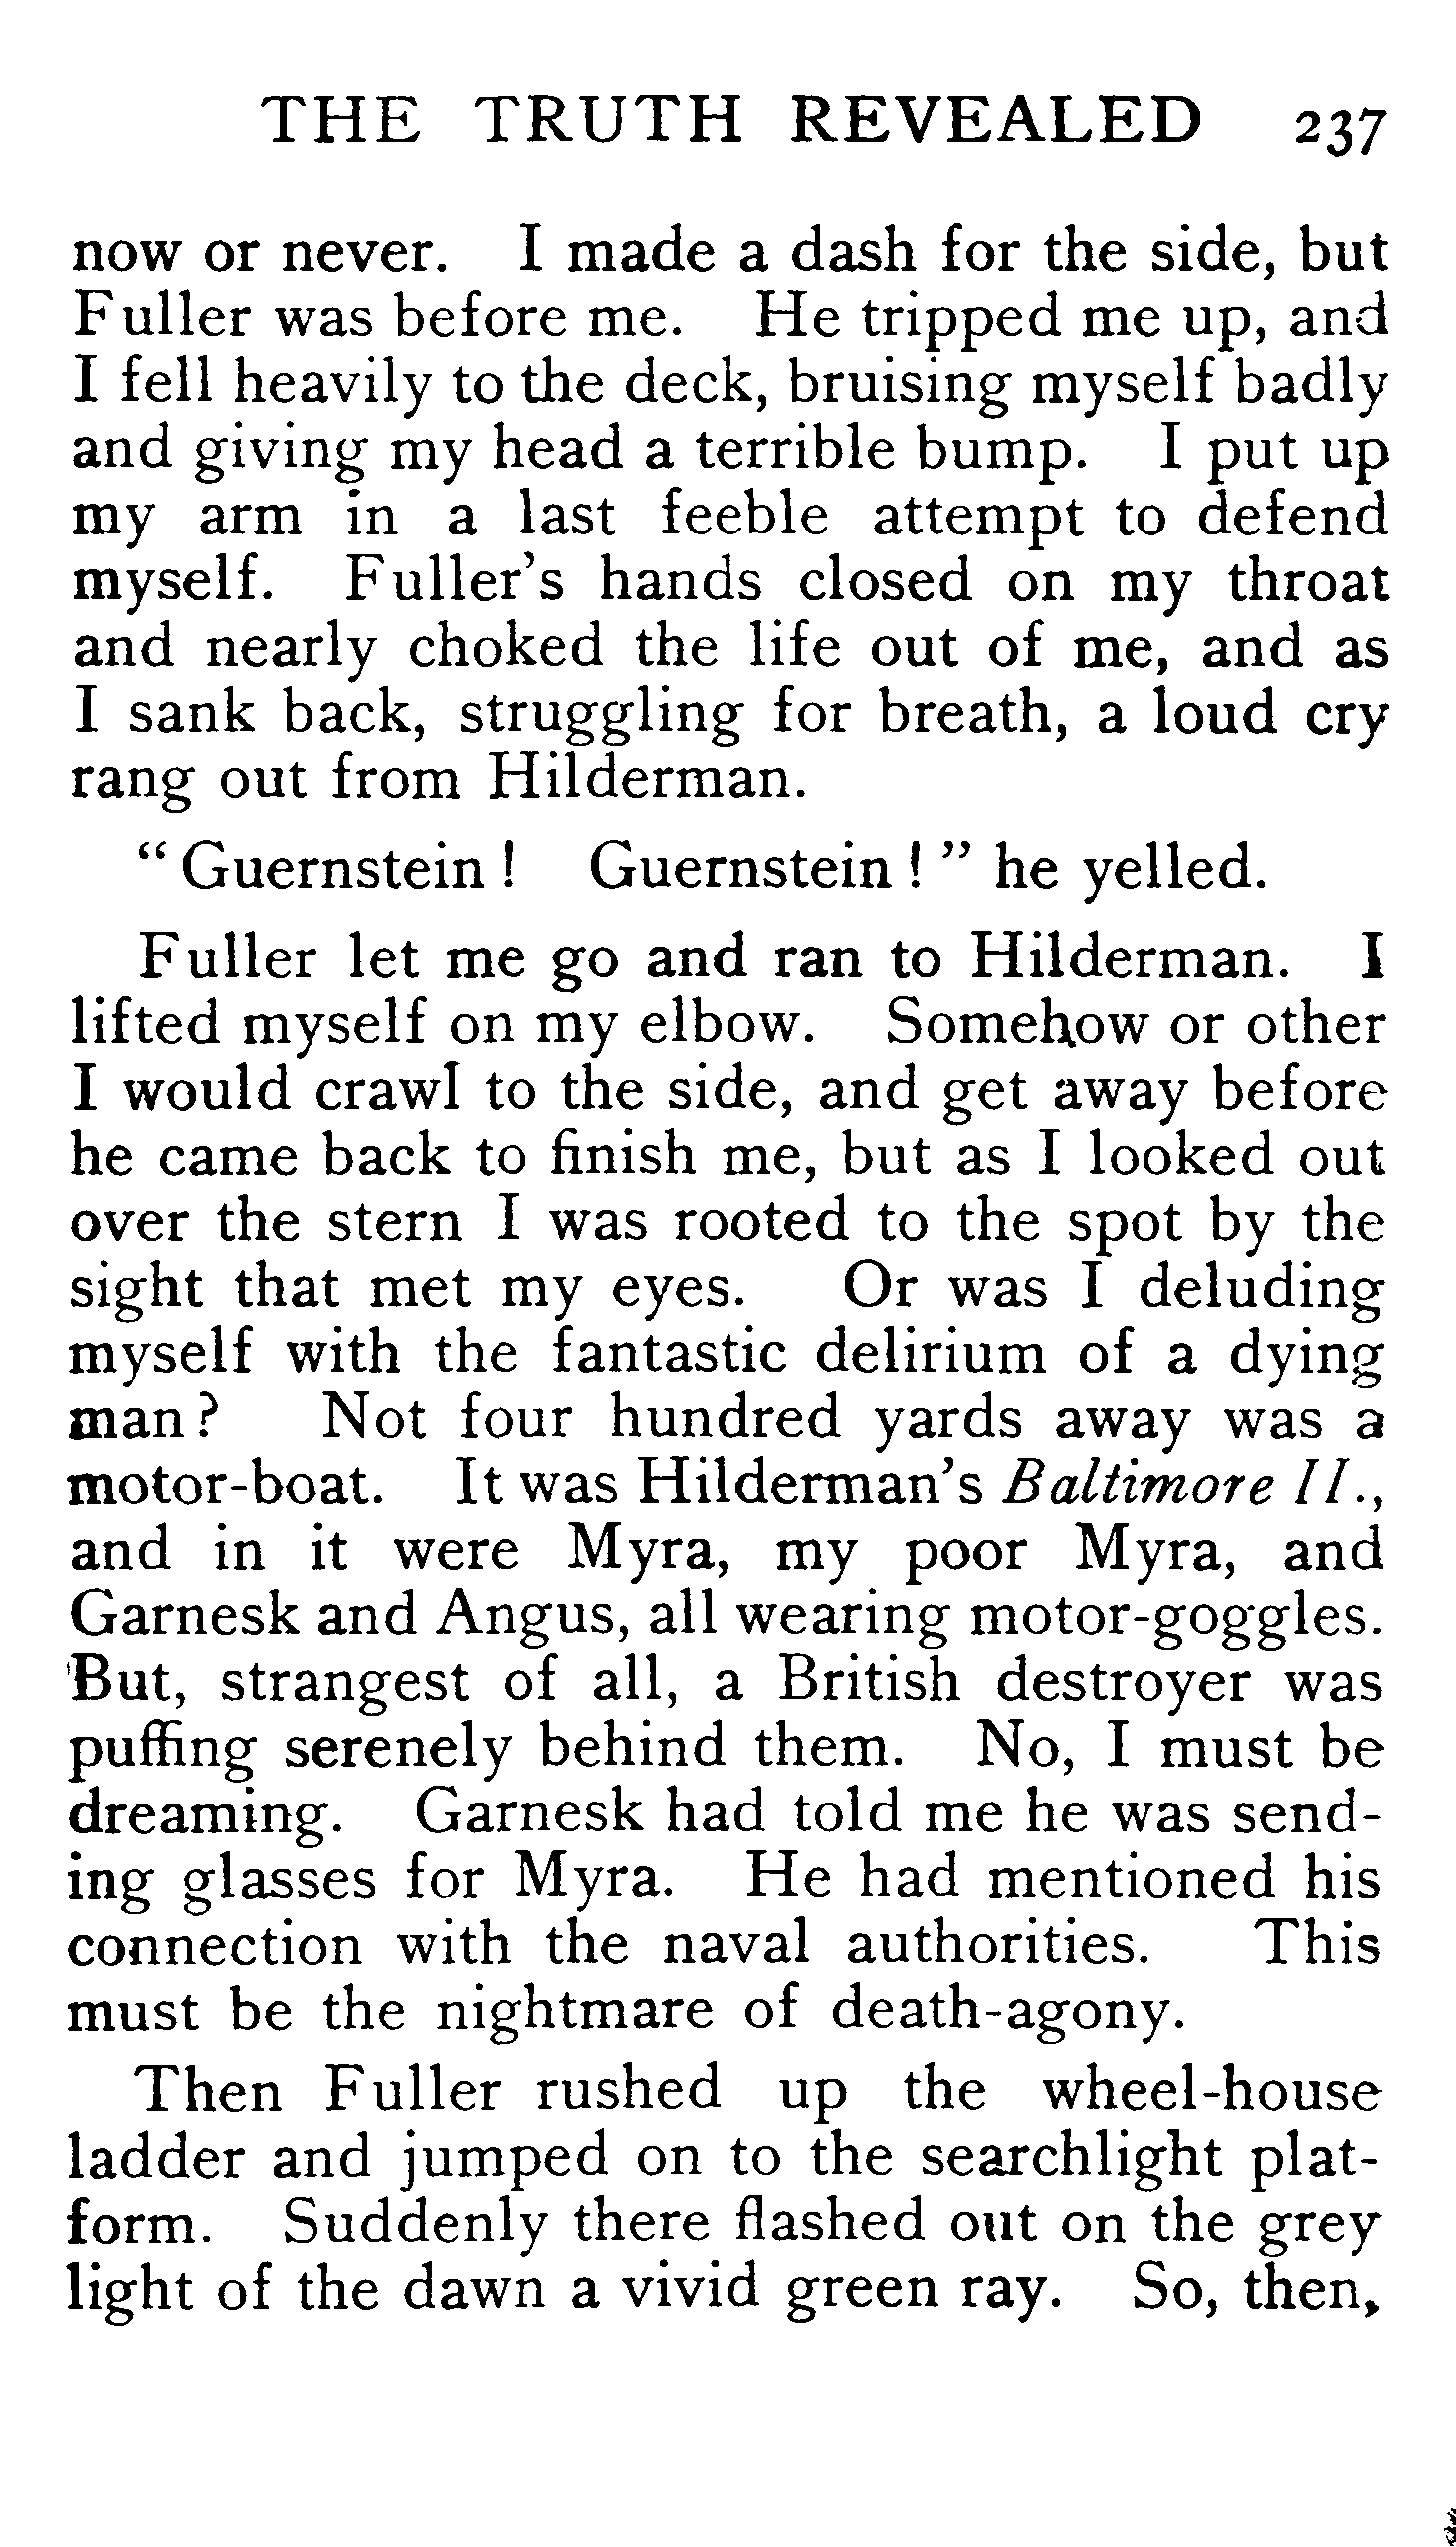 THE TRUTH REVEALED 237
now or never. I made a dash for the side, but
Fuller was before me. He tripped me up, and
I fell heavily to the deck, bruising myself badly
and giving my head a terrible bump. I put up
my arm in a last feeble attempt to defend
myself. Fuller's hands closed on my throat
and nearly choked the life out of me, and as
I sank back, struggling for breath, a loud cry
rang out from Hilderman.
“Guernstein! Guernstein!” he yelled.
Fuller let me go and ran to Hilderman. I
lifted myself on my elbow. Somehow or other
I would crawl to the side, and get away before
he came back to finish me, but as I looked out
over the stern I was rooted to the spot by the
sight that met my eyes. Or was I deluding
myself with the fantastic delirium of a dying
man? Not four hundred yards away was a
motor-boat. It was Hilderman's Baltimore II.,
and in it were Myra, my poor Myra, and
Garnesk and Angus, all wearing motor-goggles.
But, strangest of all, a British destroyer was
puffing serenely behind them. No, I must be
dreaming. Garnesk had told me he was send-
ing glasses for Myra. He had mentioned his
connection with the naval authorities. This
must be the nightmare of death-agony.
Then Fuller rushed up the wheel-house
ladder and jumped on to the searchlight plat-
form. Suddenly there flashed out on the grey
light of the dawn a vivid green ray. So, then,